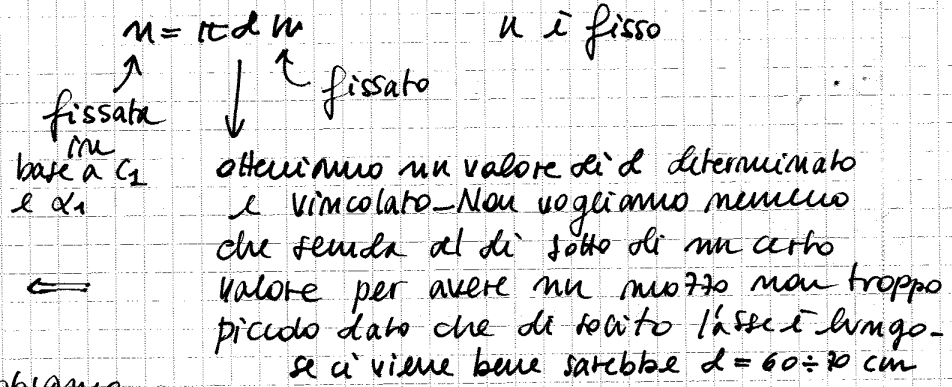 u = π d n        n è fisso
fissata
in
base a c₁
e α₁
fissato
otteniamo un valore di d determinato
e vincolato - Non vogliamo nemmeno
che scenda al di sotto di un certo
valore per avere un mozzo non troppo
piccolo dato che di solito l'asse è lungo -
se ci viene bene sarebbe d = 60 ÷ 70 cm